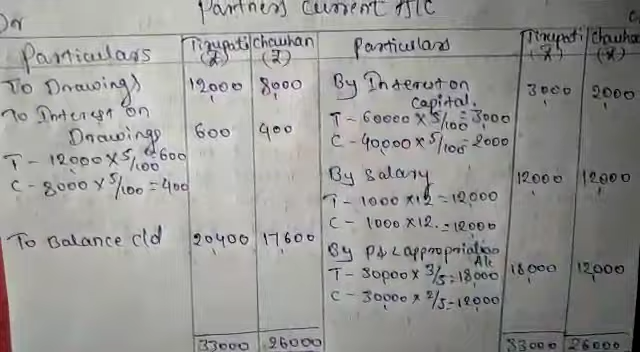 Dr
Partners Current A/C
Particulars Tirupati (₹) Chauhan (₹) Particulars Tirupati (₹)
To Drawings 12000 8000 By Interest on capital. 3000 2000
T - 60000 x 5/100 = 3000
C - 40000 x 5/100 = 2000
To Interest on
Drawings 600 400
T - 12000 x 5/100 = 600
C - 8000 x 5/100 = 400
By Salary 12000 12000
T - 1000 x 12 = 12000
C - 1000 x 12. = 12000
To Balance c/d 20400 17600
By P & L appropriation A/c
T - 30000 x 3/5 = 18000 18000 12000
C - 30000 x 2/5 = 12000
33000 26000 33000 26000